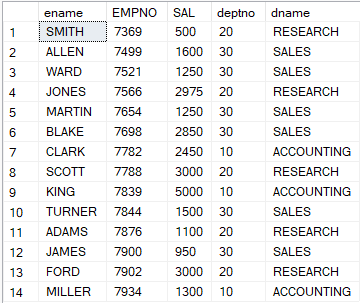 ename EMPNO SAL deptno dname
1 SMITH 7369 500 20 RESEARCH
2 ALLEN 7499 1600 30 SALES
3 WARD 7521 1250 30 SALES
4 JONES 7566 2975 20 RESEARCH
5 MARTIN 7654 1250 30 SALES
6 BLAKE 7698 2850 30 SALES
7 CLARK 7782 2450 10 ACCOUNTING
8 SCOTT 7788 3000 20 RESEARCH
9 KING 7839 5000 10 ACCOUNTING
10 TURNER 7844 1500 30 SALES
11 ADAMS 7876 1100 20 RESEARCH
12 JAMES 7900 950 30 SALES
13 FORD 7902 3000 20 RESEARCH
14 MILLER 7934 1300 10 ACCOUNTING